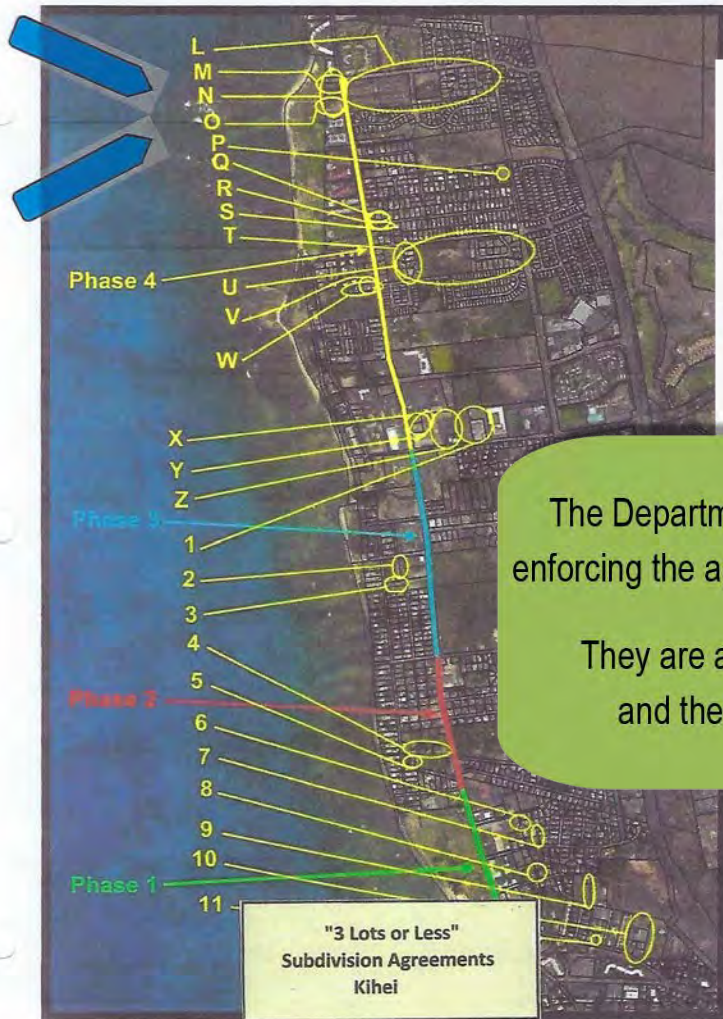 L
M
N
O
P
Q
R
S
T
Phase 4
U
V
W
X
Y
Z
Phase 3
1
2
3
4
Phase 2
5
6
7
8
9
Phase 1
10
11
"3 Lots or Less"
Subdivision Agreements
Kihei
The Departm
enforcing the a
They are a
and the